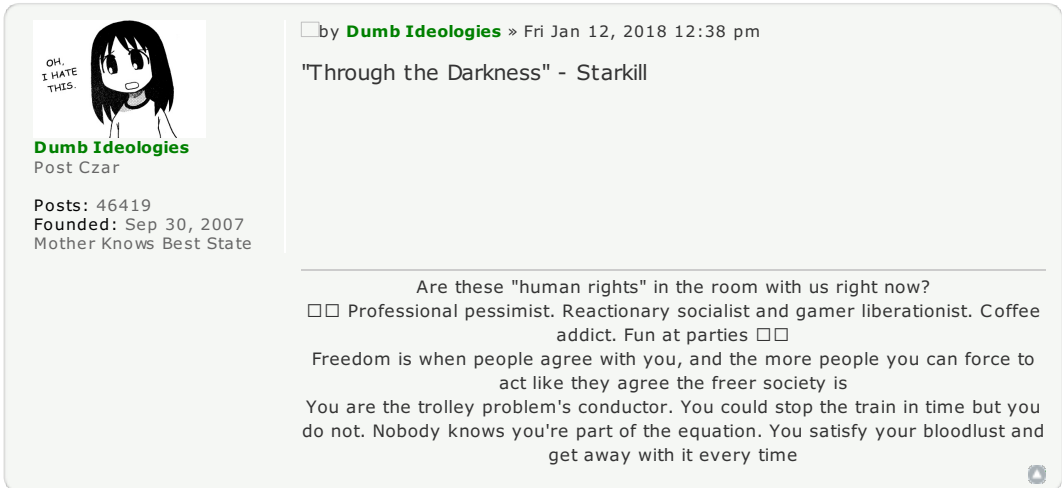 OH,
I HATE
THIS.
Dumb Ideologies
Post Czar
Posts: 46419
Founded: Sep 30, 2007
Mother Knows Best State
by Dumb Ideologies » Fri Jan 12, 2018 12:38 pm
"Through the Darkness" - Starkill
Are these "human rights" in the room with us right now?
□□ Professional pessimist. Reactionary socialist and gamer liberationist. Coffee
addict. Fun at parties □□
Freedom is when people agree with you, and the more people you can force to
act like they agree the freer society is
You are the trolley problem's conductor. You could stop the train in time but you
do not. Nobody knows you're part of the equation. You satisfy your bloodlust and
get away with it every time